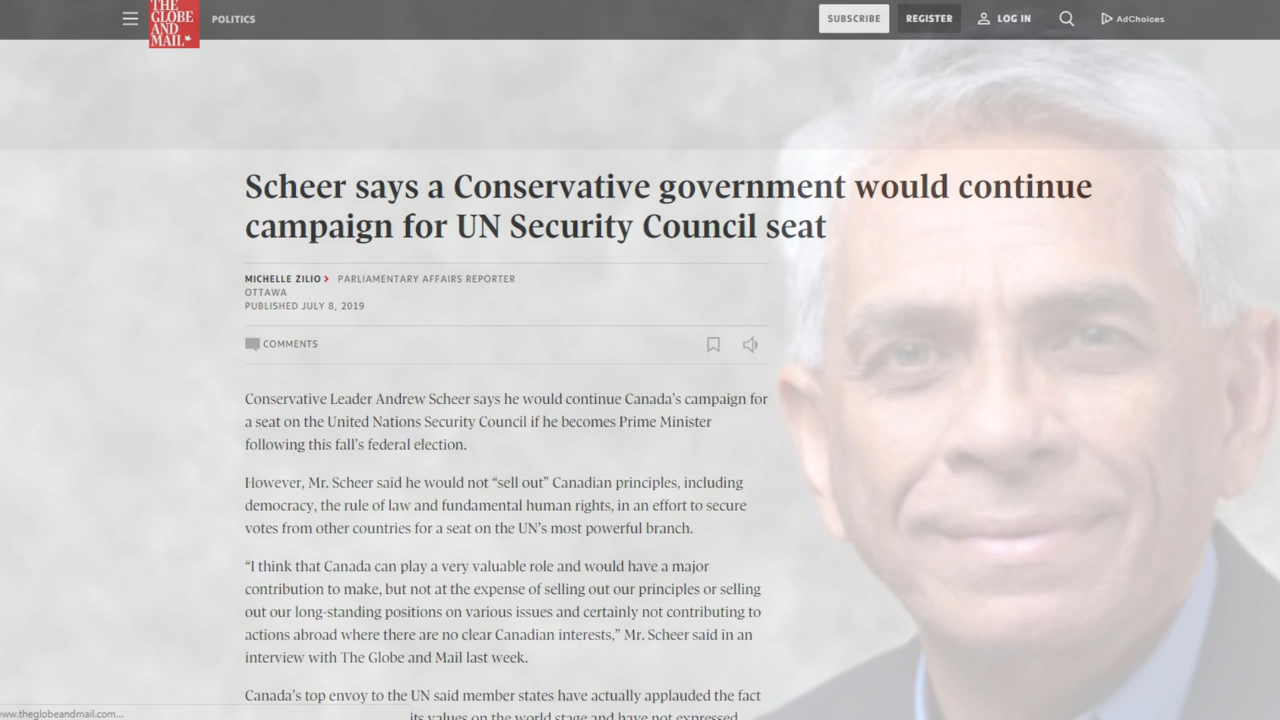 THE
GLOBE
AND
MAIL
POLITICS
SUBSCRIBE
REGISTER
LOG IN
AdChoices
Scheer says a Conservative government would continue
campaign for UN Security Council seat
MICHELLE ZILIO PARLIAMENTARY AFFAIRS REPORTER
OTTAWA
PUBLISHED JULY 8, 2019
COMMENTS
Conservative Leader Andrew Scheer says he would continue Canada’s campaign for
a seat on the United Nations Security Council if he becomes Prime Minister
following this fall’s federal election.
However, Mr. Scheer said he would not “sell out” Canadian principles, including
democracy, the rule of law and fundamental human rights, in an effort to secure
votes from other countries for a seat on the UN’s most powerful branch.
“I think that Canada can play a very valuable role and would have a major
contribution to make, but not at the expense of selling out our principles or selling
out our long-standing positions on various issues and certainly not contributing to
actions abroad where there are no clear Canadian interests,” Mr. Scheer said in an
interview with The Globe and Mail last week.
Canada’s top envoy to the UN said member states have actually applauded the fact
its values on the world stage and have not expressed
www.theglobeandmail.com...